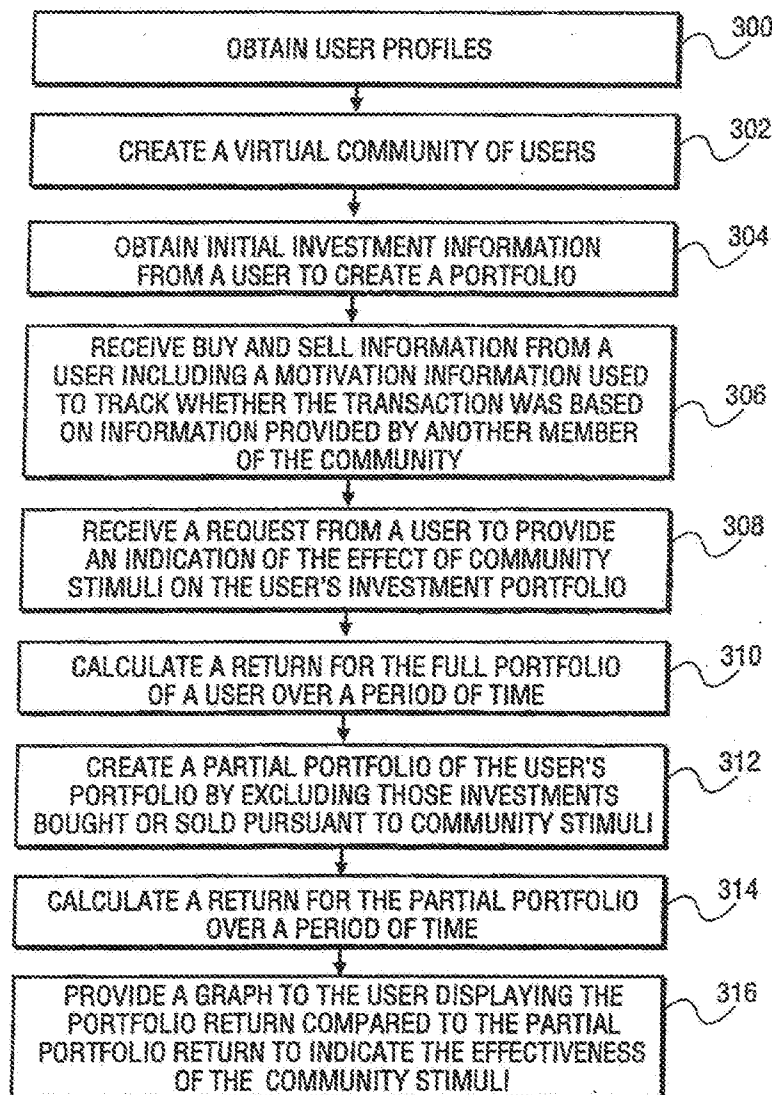 OBTAIN USER PROFILES
300
CREATE A VIRTUAL COMMUNITY OF USERS
302
OBTAIN INITIAL INVESTMENT INFORMATION
FROM A USER TO CREATE A PORTFOLIO
304
RECEIVE BUY AND SELL INFORMATION FROM A
USER INCLUDING A MOTIVATION INFORMATION USED
TO TRACK WHETHER THE TRANSACTION WAS BASED
ON INFORMATION PROVIDED BY ANOTHER MEMBER
OF THE COMMUNITY
306
RECEIVE A REQUEST FROM A USER TO PROVIDE
AN INDICATION OF THE EFFECT OF COMMUNITY
STIMULI ON THE USER'S INVESTMENT PORTFOLIO
308
CALCULATE A RETURN FOR THE FULL PORTFOLIO
OF A USER OVER A PERIOD OF TIME
310
CREATE A PARTIAL PORTFOLIO OF THE USER'S
PORTFOLIO BY EXCLUDING THOSE INVESTMENTS
BOUGHT OR SOLD PURSUANT TO COMMUNITY STIMULI
312
CALCULATE A RETURN FOR THE PARTIAL PORTFOLIO
OVER A PERIOD OF TIME
314
PROVIDE A GRAPH TO THE USER DISPLAYING THE
PORTFOLIO RETURN COMPARED TO THE PARTIAL
PORTFOLIO RETURN TO INDICATE THE EFFECTIVENESS
OF THE COMMUNITY STIMULI
316